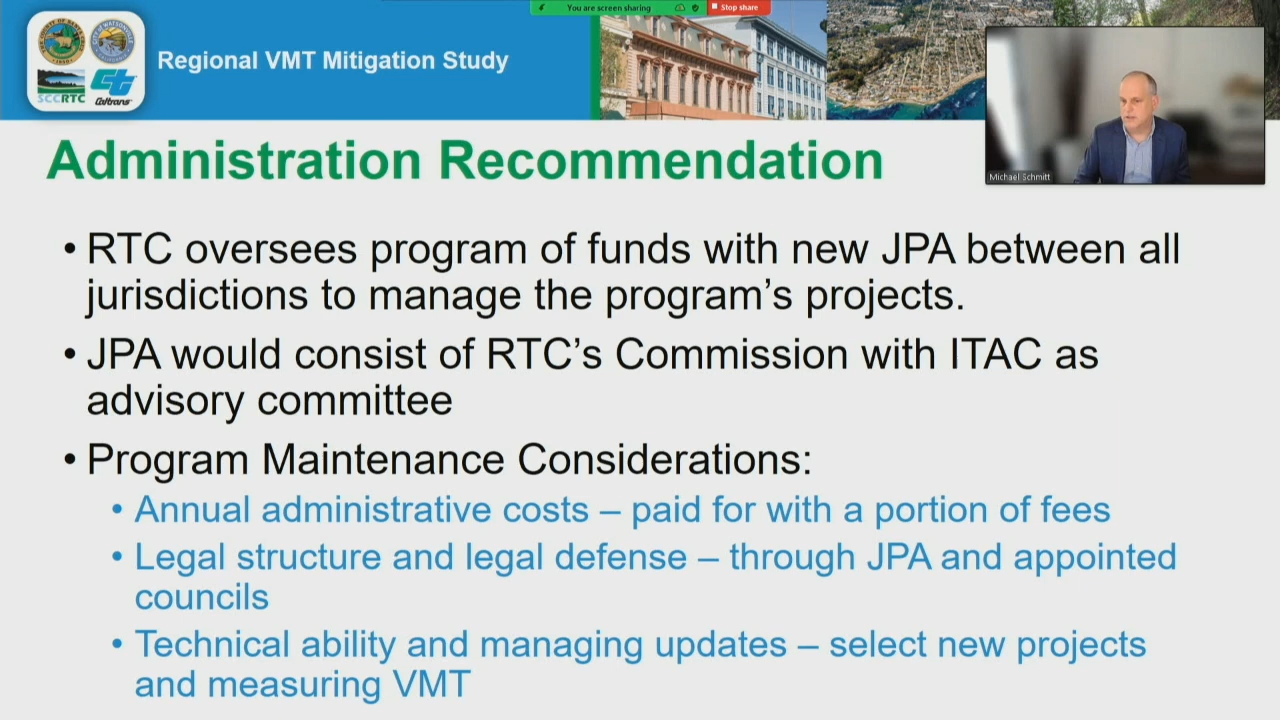 You are screen sharing
Stop share
SCCRTC
Caltrans
Regional VMT Mitigation Study
Michael Schmitt
Administration Recommendation
• RTC oversees program of funds with new JPA between all
jurisdictions to manage the program’s projects.
• JPA would consist of RTC’s Commission with ITAC as
advisory committee
• Program Maintenance Considerations:
• Annual administrative costs – paid for with a portion of fees
• Legal structure and legal defense – through JPA and appointed
councils
• Technical ability and managing updates – select new projects
and measuring VMT